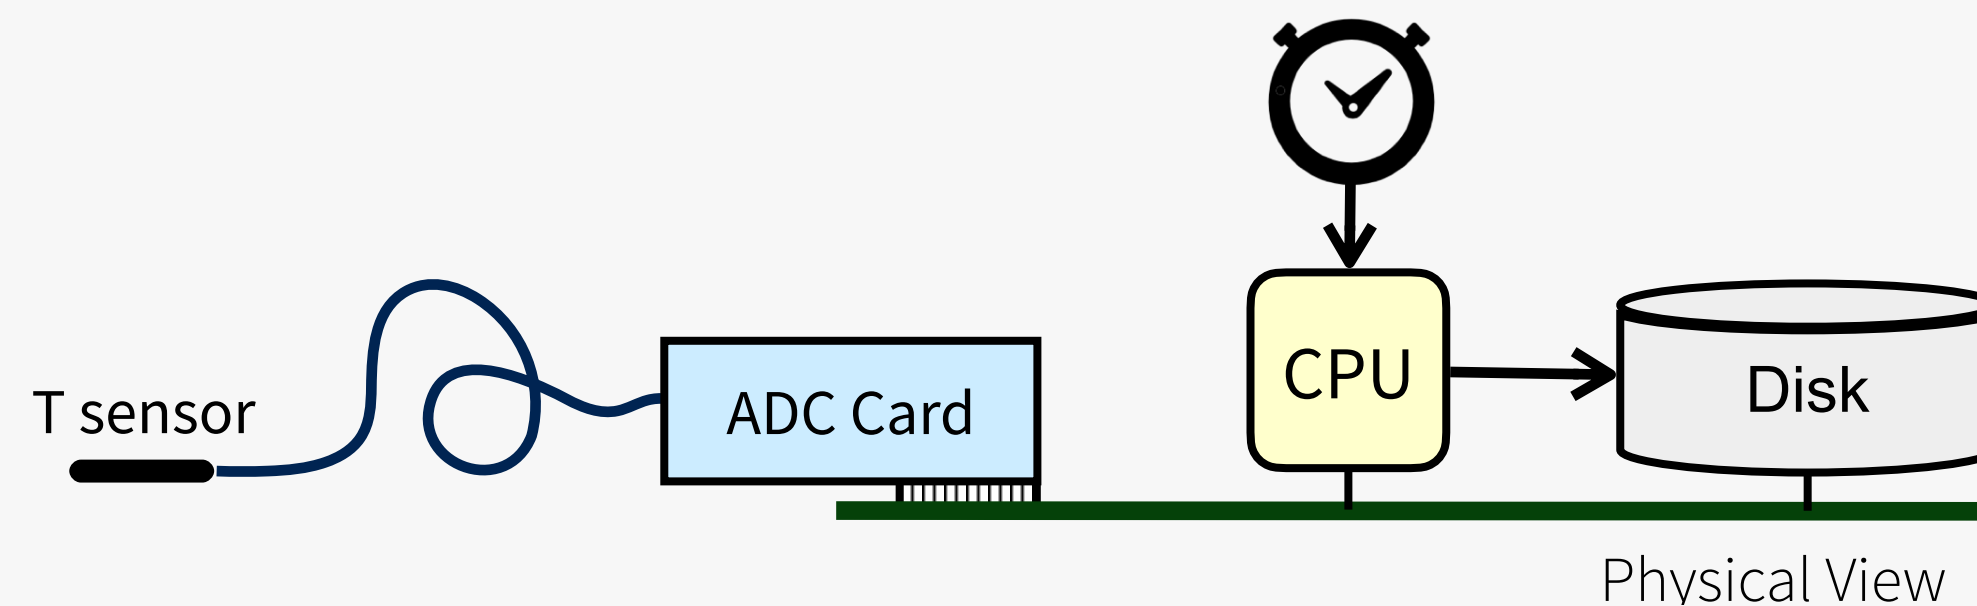 T sensor
ADC Card
CPU
Disk
Physical View